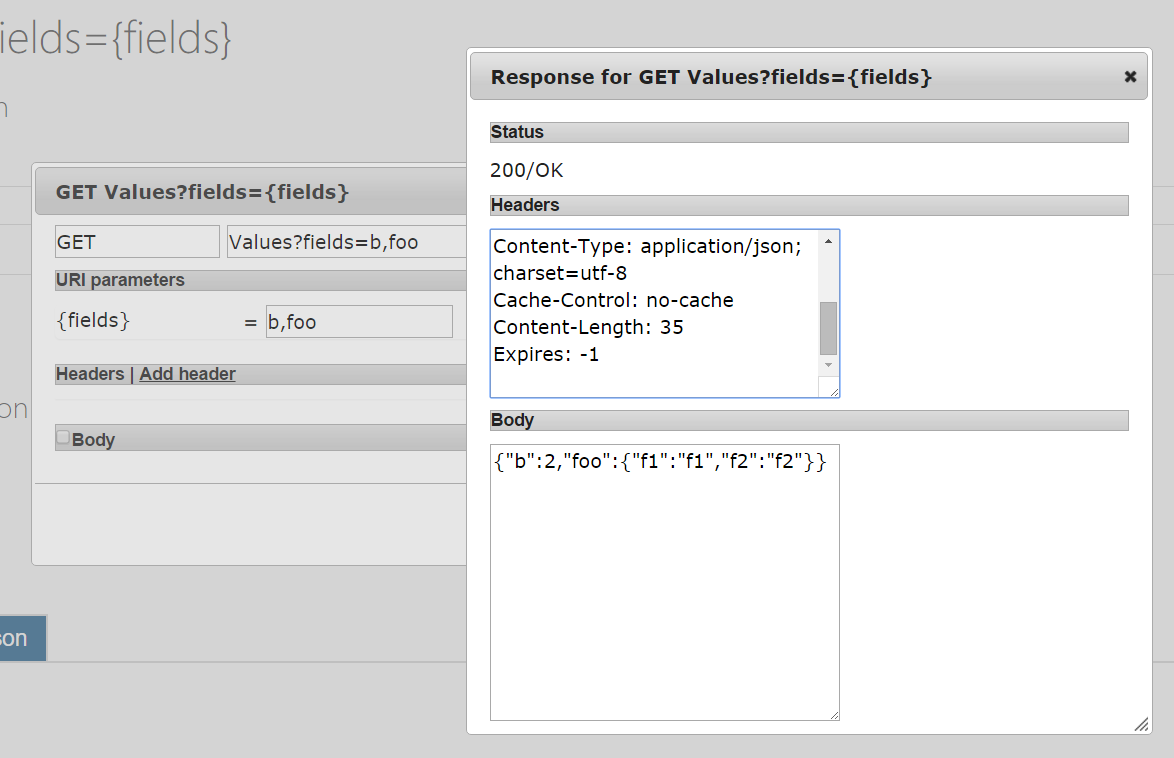 ields={fields}
n
GET Values?fields={fields}
GET Values?fields=b,foo
URI parameters
{fields} = b,foo
Headers | Add header
Body
on
son
Response for GET Values?fields={fields} ✖
Status
200/OK
Headers
Content-Type: application/json;
charset=utf-8
Cache-Control: no-cache
Content-Length: 35
Expires: -1
Body
{"b":2,"foo":{"f1":"f1","f2":"f2"}}